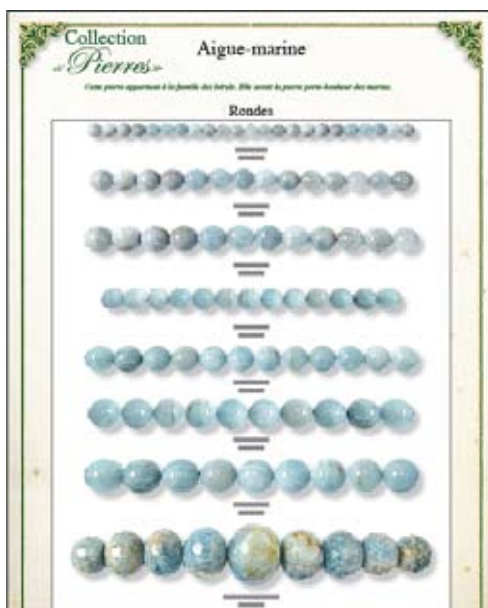 Collection
de Pierres
Aigue-marine
Cette pierre appartient à la famille des béryls. Elle serait la pierre porte-bonheur des marins.
Rondes